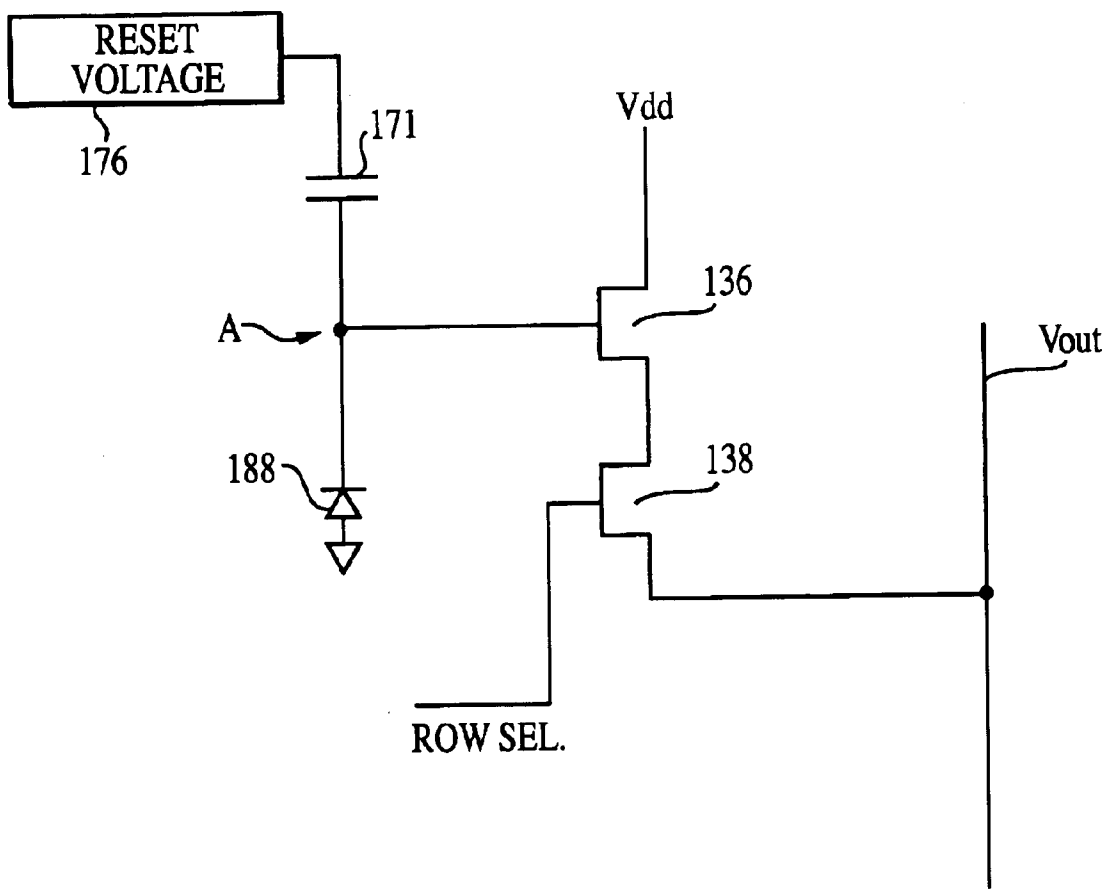 RESET
VOLTAGE
176
171
Vdd
136
A
Vout
188
138
ROW SEL.